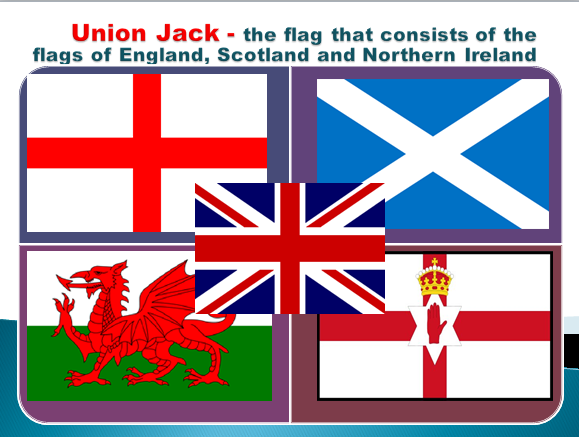 Union Jack - the flag that consists of the
flags of England, Scotland and Northern Ireland